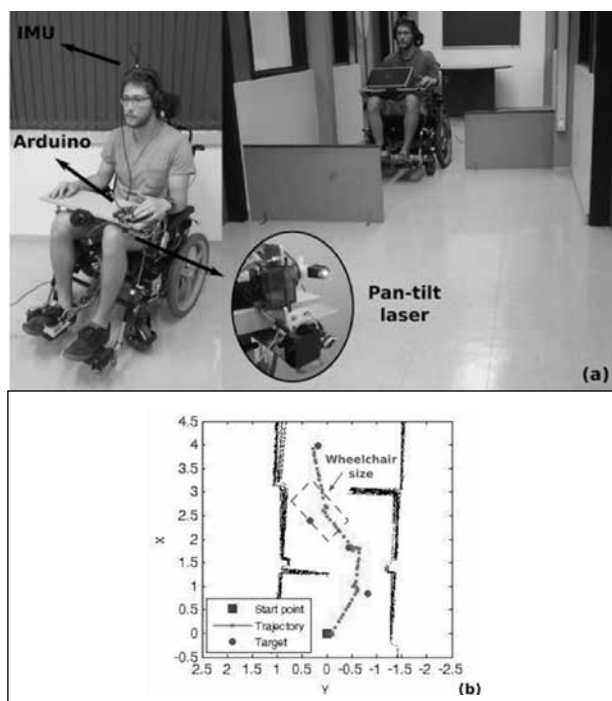 IMU
Arduino
Pan-tilt
laser
(a)
4.5
4
3.5
3
2.5
2
1.5
1
0.5
0
-0.5
X
Wheelchair
size
Start point
Trajectory
Target
2.5 2 1.5 1 0.5 0 -0.5 -1 -1.5 -2 -2.5
Y
(b)